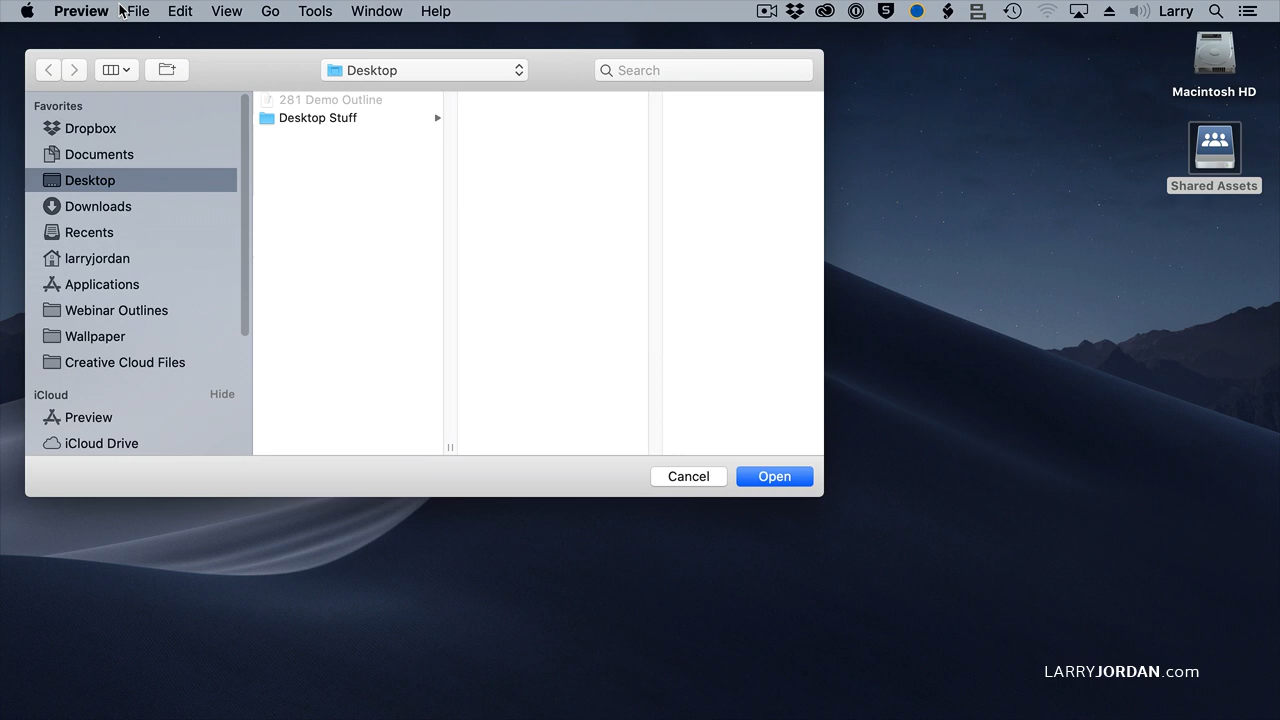 Preview File Edit View Go Tools Window Help Larry
Desktop Search
Favorites
Dropbox
Documents
Desktop
Downloads
Recents
larryjordan
Applications
Webinar Outlines
Wallpaper
Creative Cloud Files
iCloud Hide
Preview
iCloud Drive
281 Demo Outline
Desktop Stuff
Cancel Open
Macintosh HD
Shared Assets
LARRYJORDAN.com